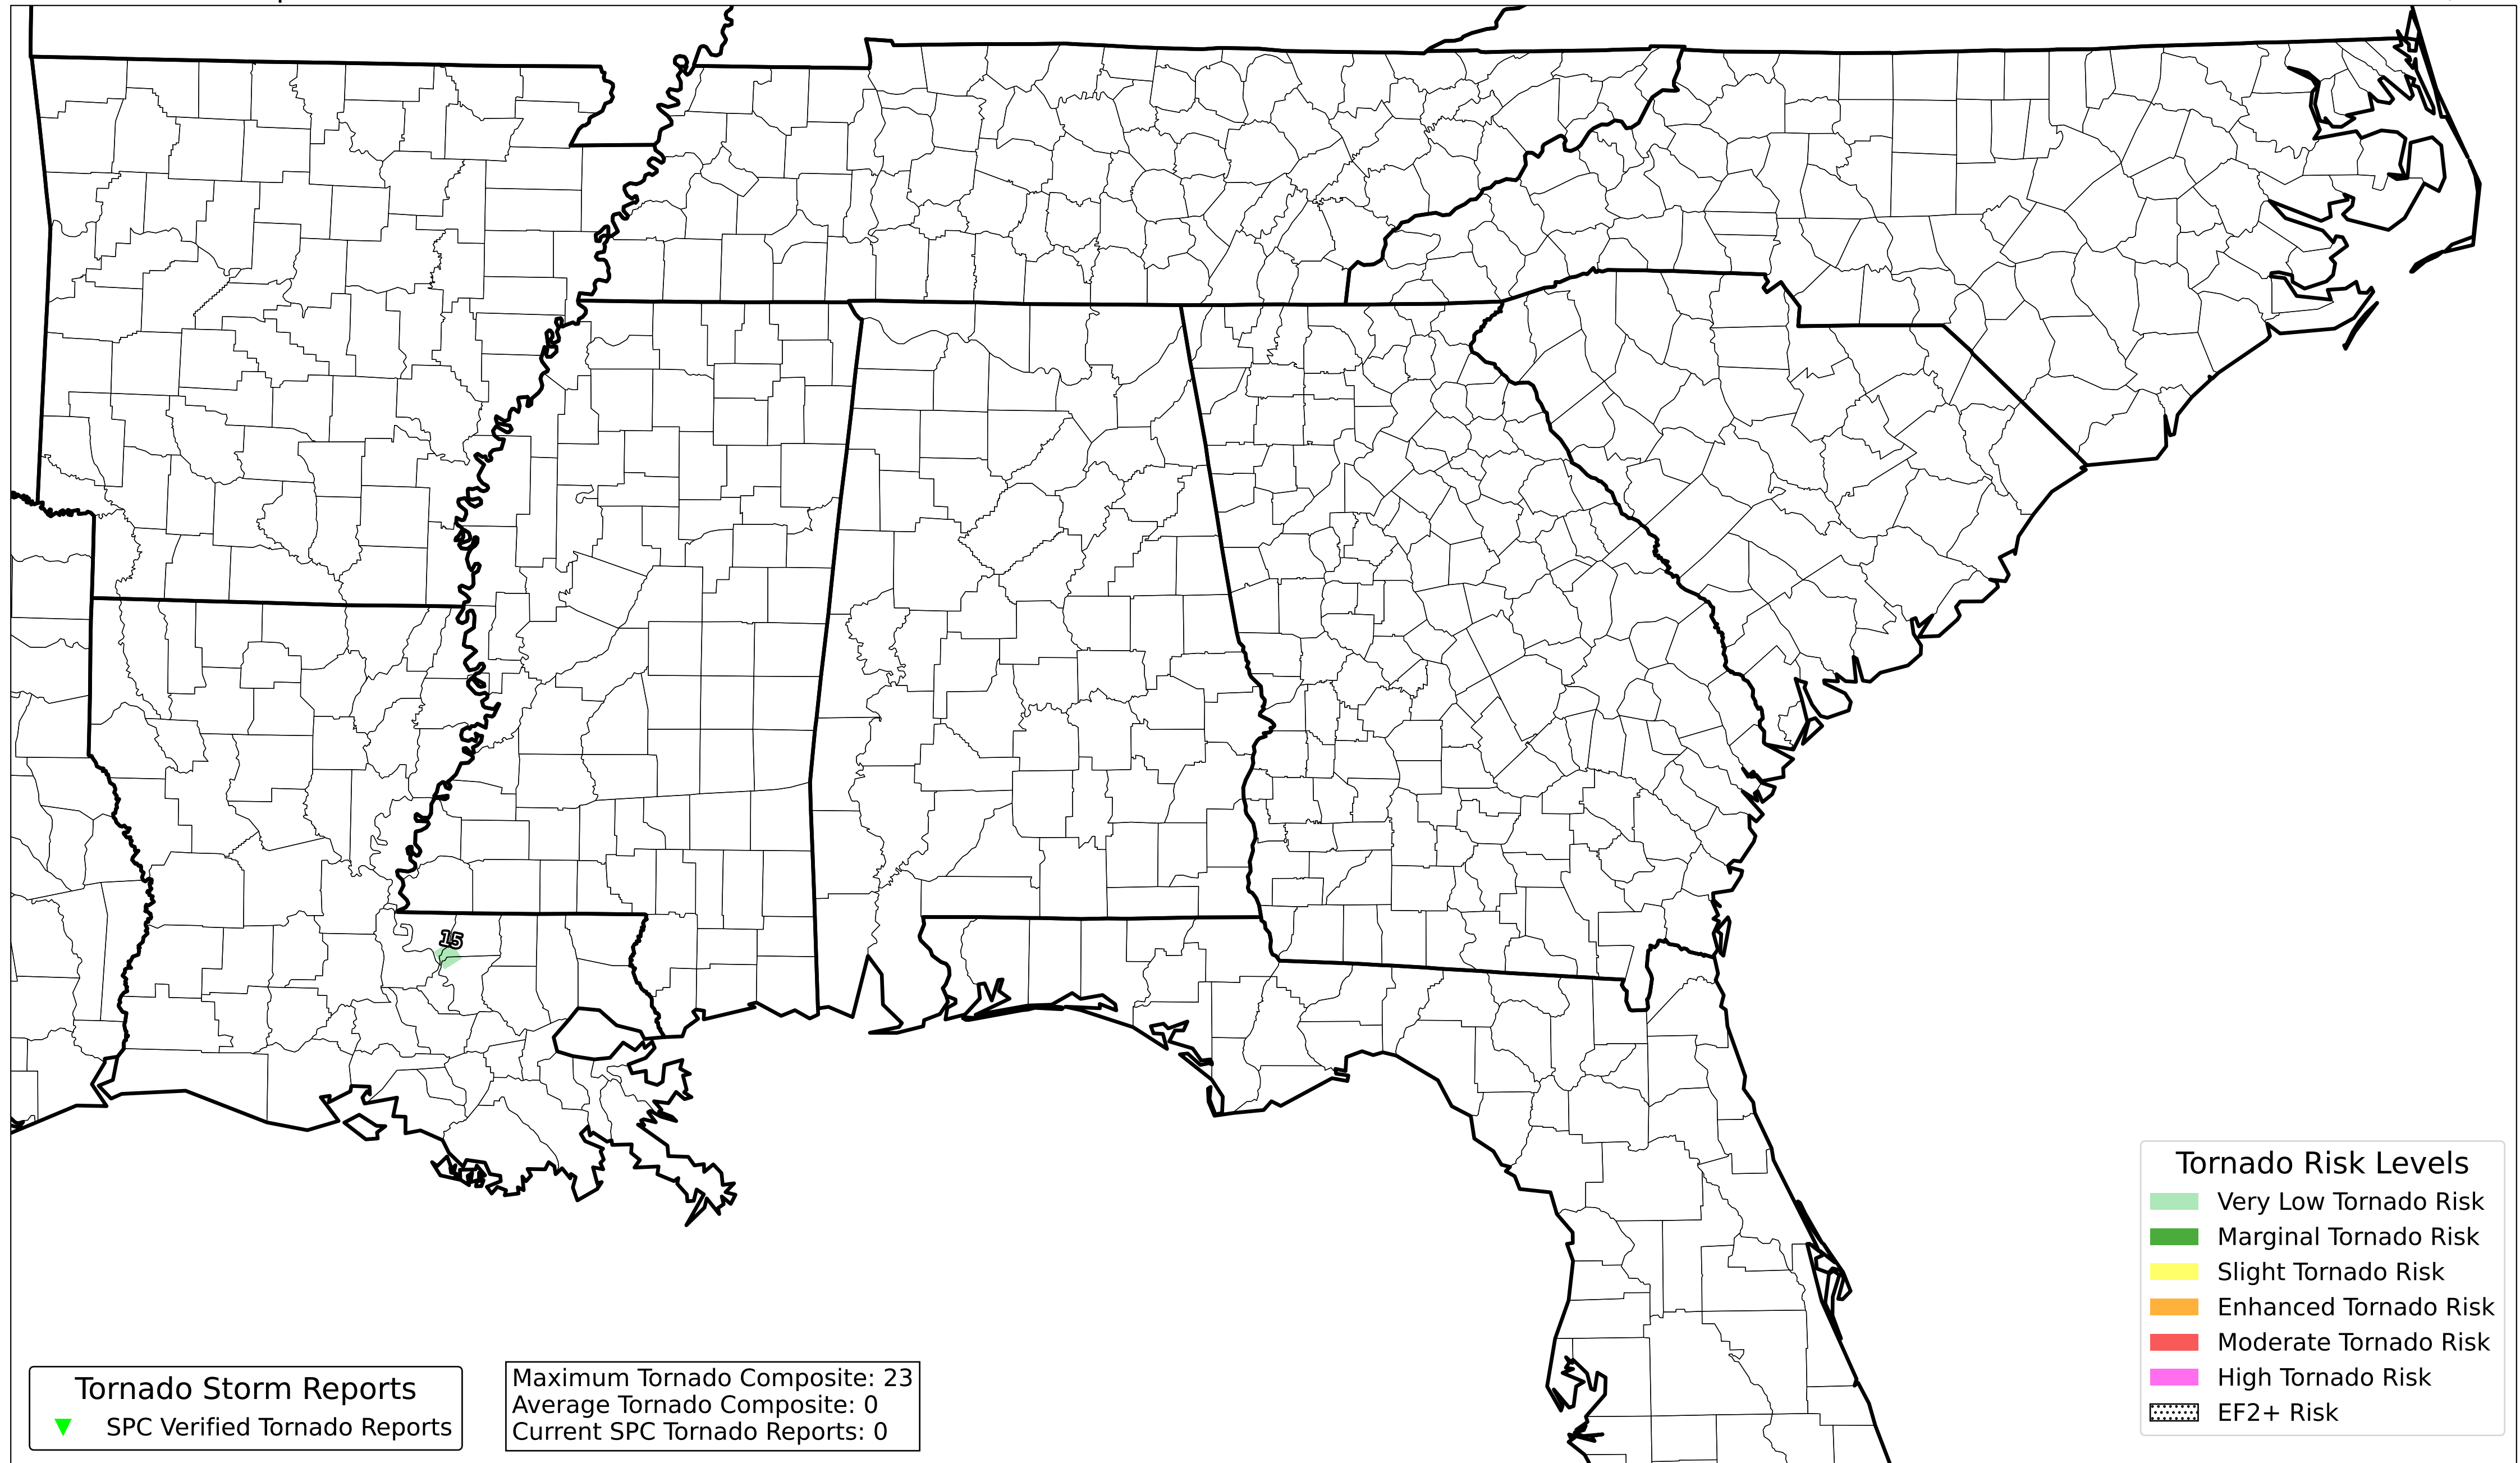 15
Tornado Risk Levels
Very Low Tornado Risk
Marginal Tornado Risk
Slight Tornado Risk
Enhanced Tornado Risk
Moderate Tornado Risk
High Tornado Risk
EF2+ Risk
Tornado Storm Reports
SPC Verified Tornado Reports
Maximum Tornado Composite: 23
Average Tornado Composite: 0
Current SPC Tornado Reports: 0